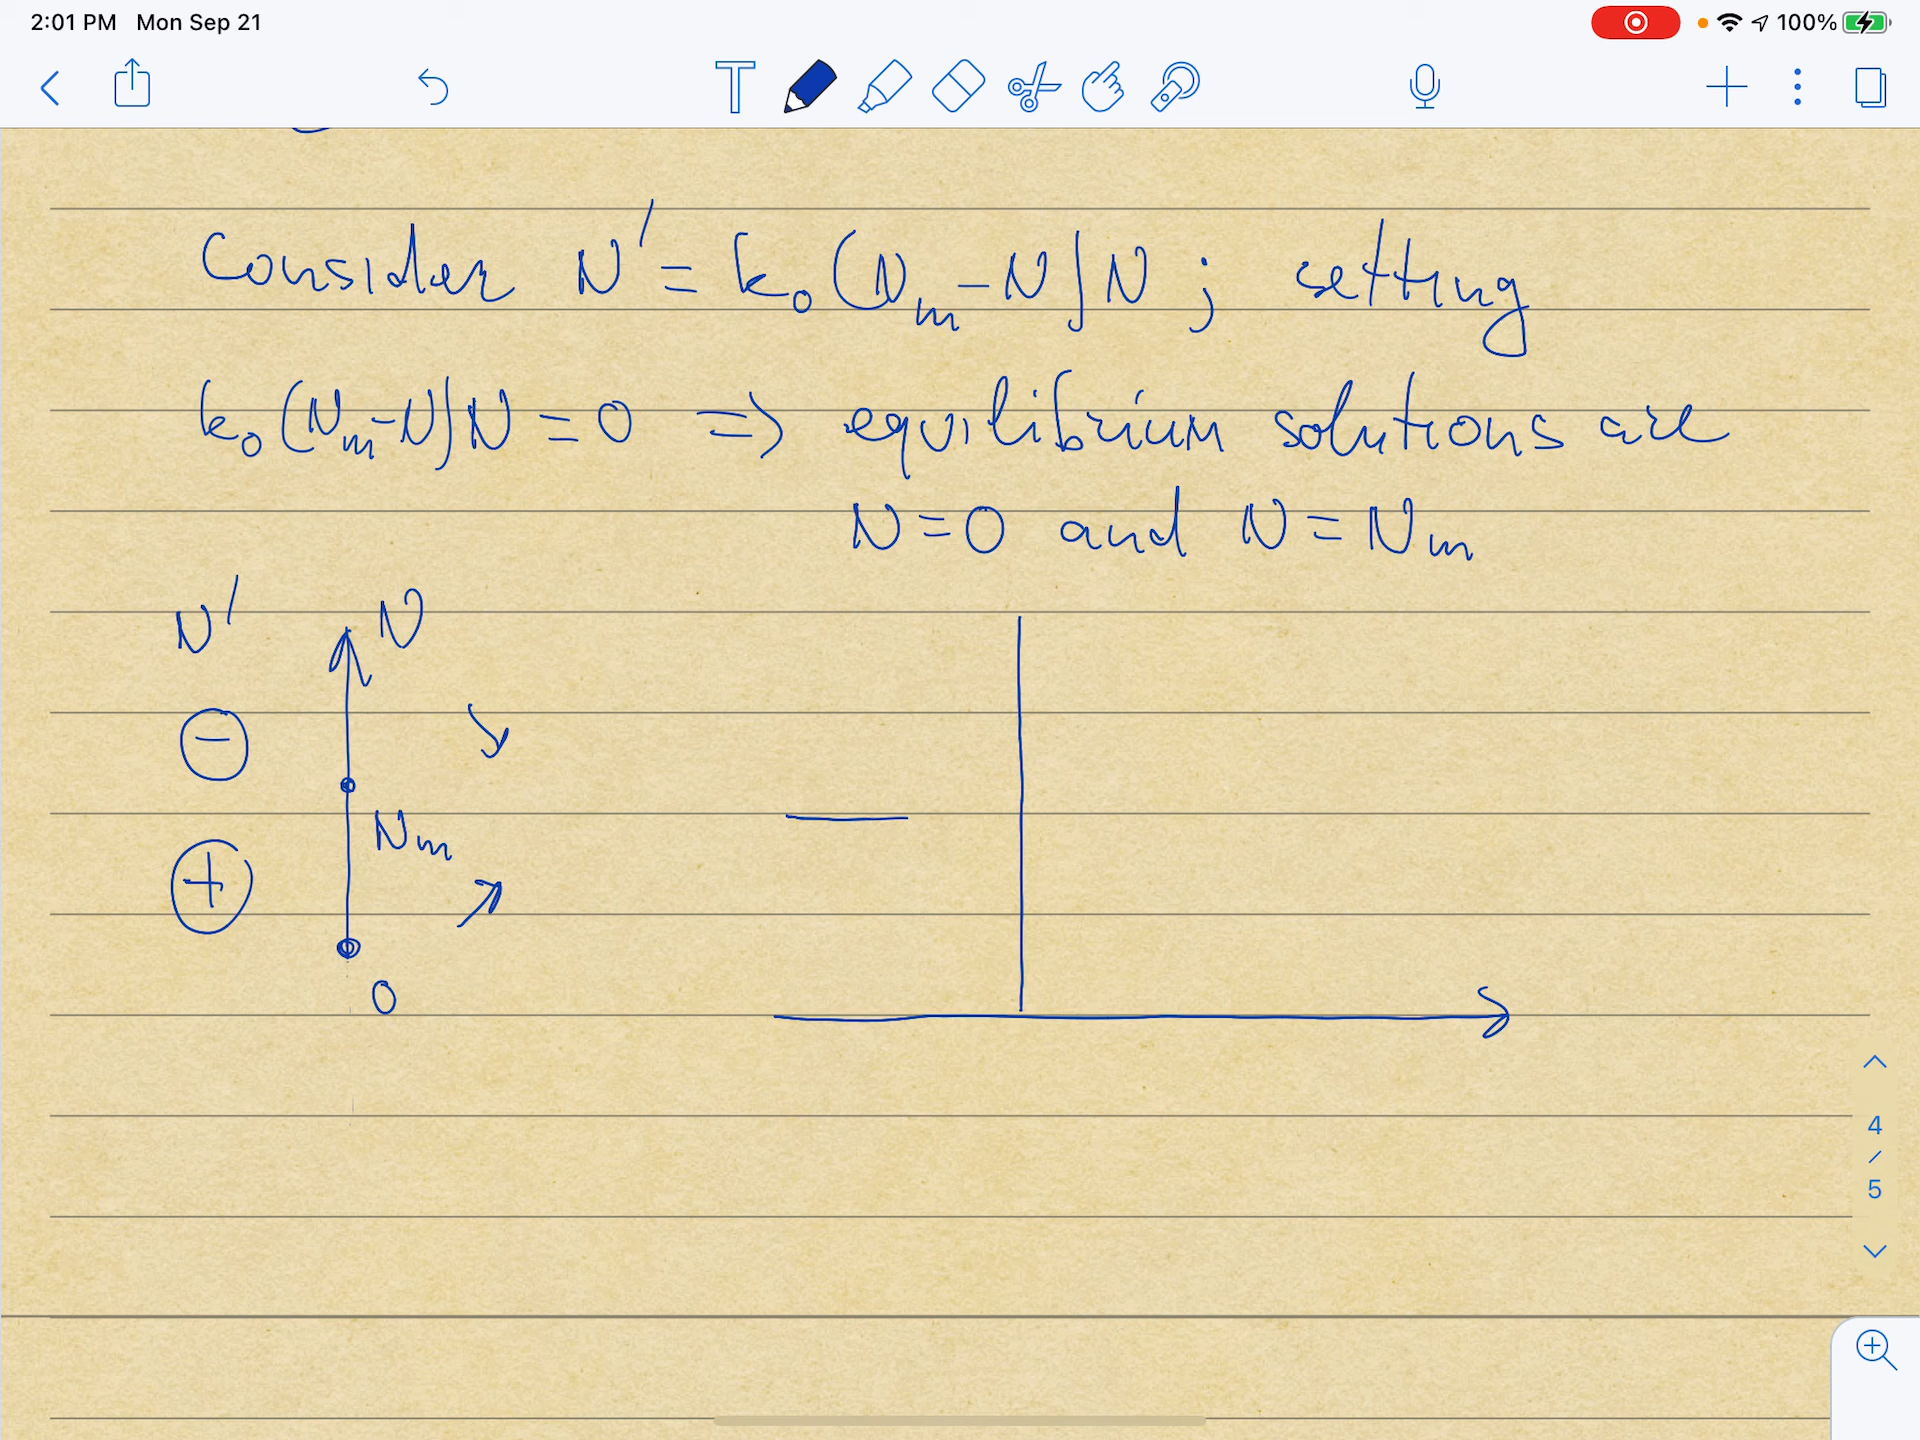 2:01 PM Mon Sep 21
100%
T
Consider N' = k₀(Nₘ-N)N ; setting
k₀(Nₘ-N)N = 0 => equilibrium solutions are
N=0 and N = Nₘ
N' N
−
Nₘ
+
0
4
/
5